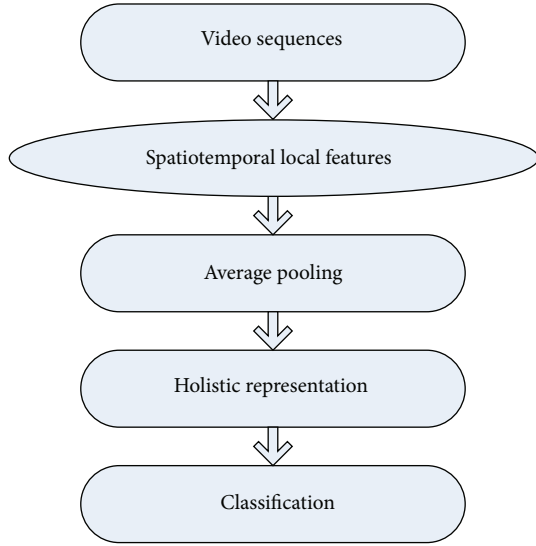 Video sequences
Spatiotemporal local features
Average pooling
Holistic representation
Classification